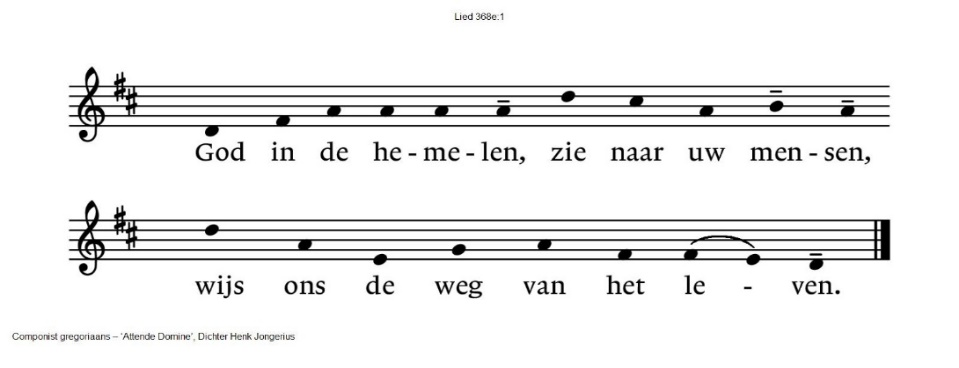 Lied 368e:1
God in de he - me - len, zie naar uw men - sen,
wijs ons de weg van het le - ven.
Componist gregoriaans – 'Attende Domine', Dichter Henk Jongerius